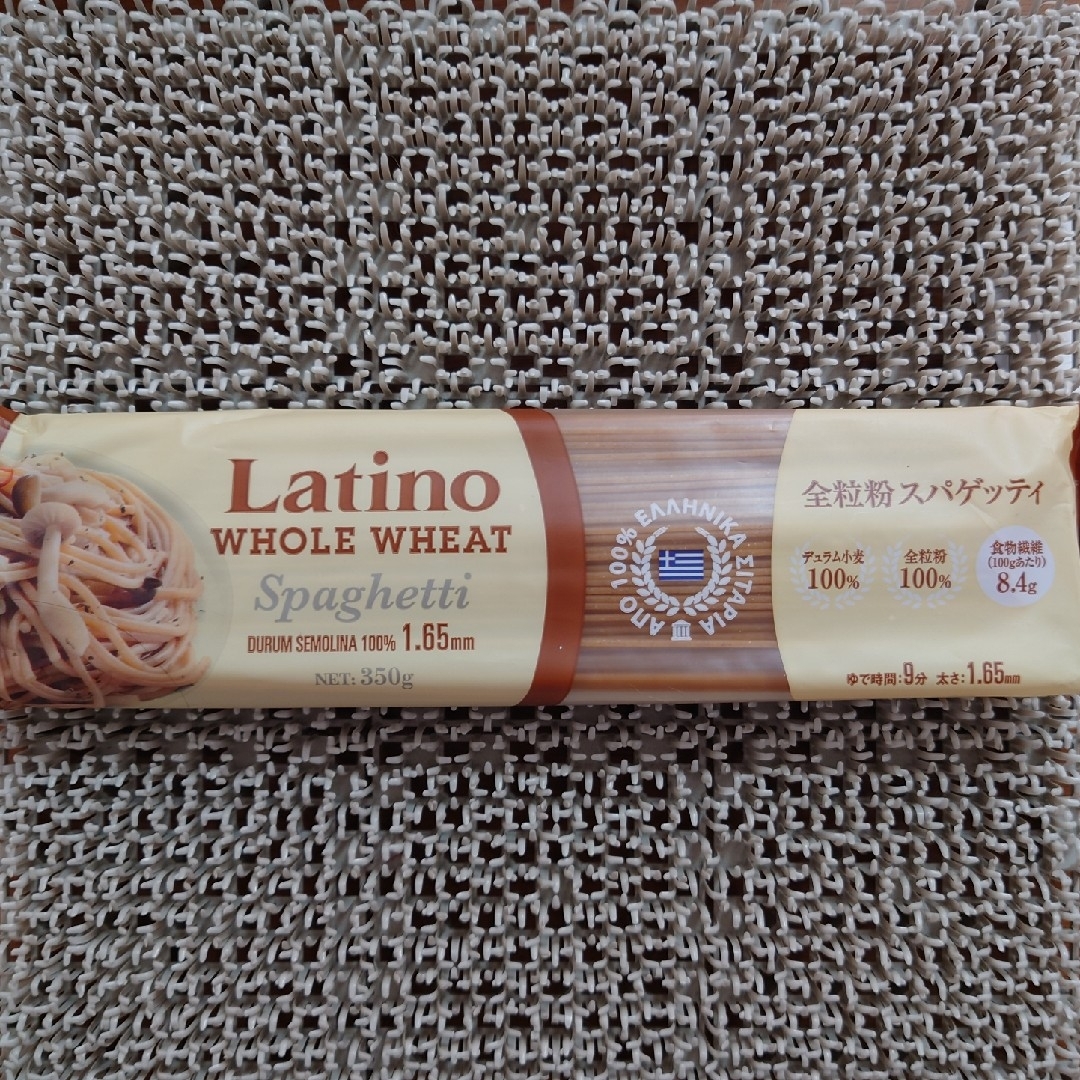 Latino
WHOLE WHEAT
Spaghetti
DURUM SEMOLINA 100% 1.65mm
NET: 350g
ΑΠΟ 100% ΕΛΛΗΝΙΚΑ ΣΙΤΑΡΙΑ
全粒粉スパゲッティ
デュラム小麦
100%
全粒粉
100%
食物繊維
(100gあたり)
8.4g
ゆで時間:9分 太さ:1.65mm